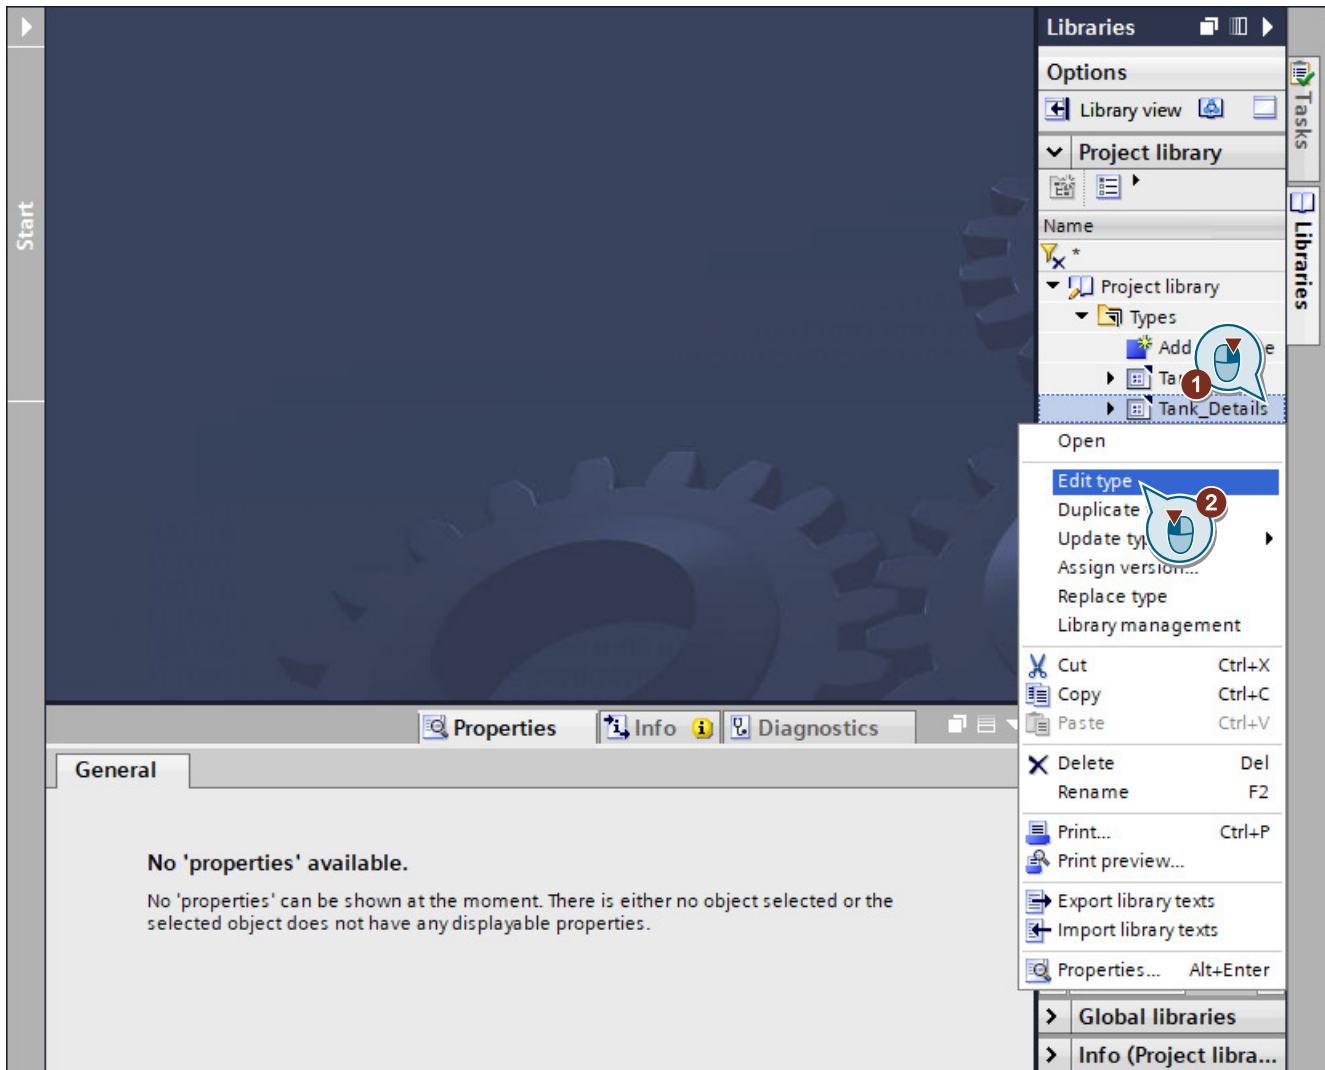 Start
Libraries
Options
Library view
Project library
Name
*
Project library
Types
Add
e
Ta
1
Tank_Details
Open
Edit type
2
Duplicate
Update typ
Assign version...
Replace type
Library management
Cut Ctrl+X
Copy Ctrl+C
Paste Ctrl+V
Delete Del
Rename F2
Print... Ctrl+P
Print preview...
Export library texts
Import library texts
Properties... Alt+Enter
Global libraries
Info (Project libra...
Tasks
Libraries
Properties
Info
Diagnostics
General
No 'properties' available.
No 'properties' can be shown at the moment. There is either no object selected or the
selected object does not have any displayable properties.